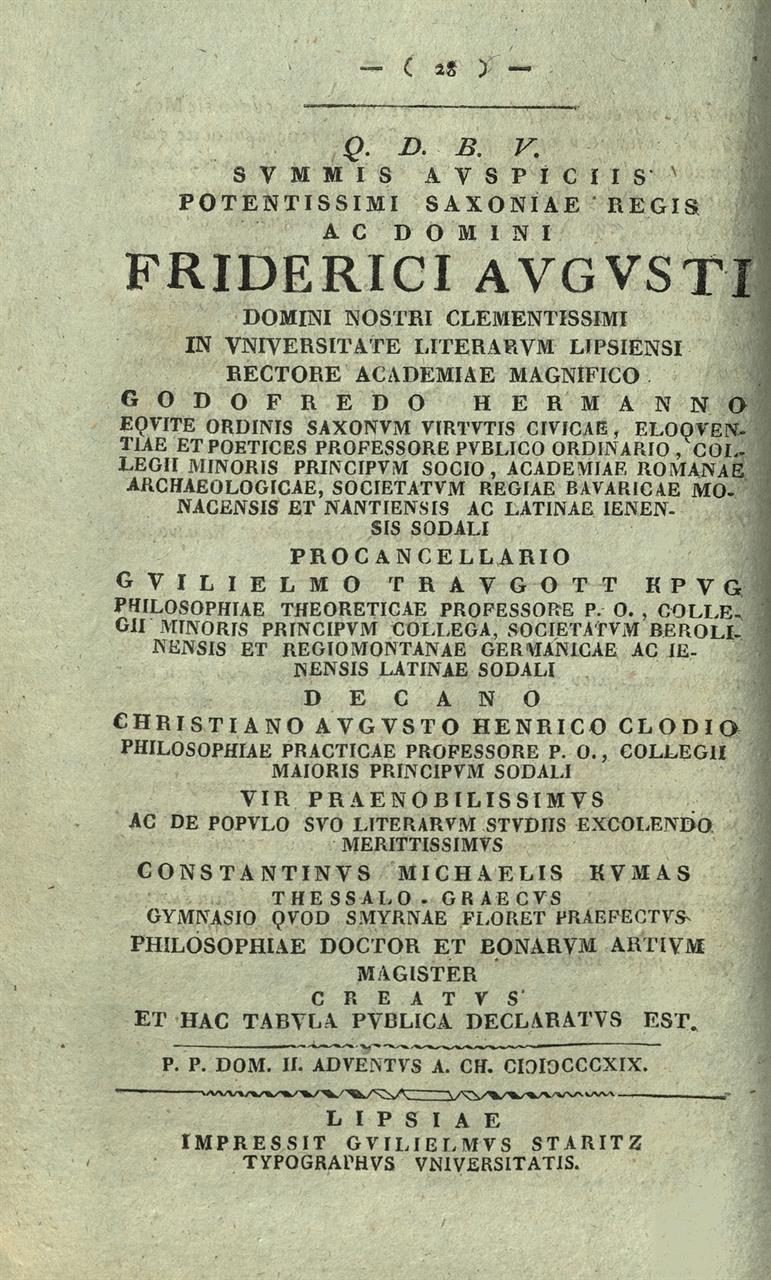 — ( 28 ) —
Q. D. B. V.
SVMMIS AVSPICIIS
POTENTISSIMI SAXONIAE REGIS
AC DOMINI
FRIDERICI AVGVSTI
DOMINI NOSTRI CLEMENTISSIMI
IN VNIVERSITATE LITERARVM LIPSIENSI
RECTORE ACADEMIAE MAGNIFICO
GODOFREDO HERMANNO
EQVITE ORDINIS SAXONVM VIRTVTIS CIVICAE, ELOQVEN-
TIAE ET POETICES PROFESSORE PVBLICO ORDINARIO, COL-
LEGII MINORIS PRINCIPVM SOCIO, ACADEMIAE ROMANAE
ARCHAEOLOGICAE, SOCIETATVM REGIAE BAVARICAE MO-
NACENSIS ET NANTIENSIS AC LATINAE IENEN-
SIS SODALI
PROCANCELLARIO
GVILIELMO TRAVGOTT KPVG
PHILOSOPHIAE THEORETICAE PROFESSORE P. O., COLLE-
GII MINORIS PRINCIPVM COLLEGA, SOCIETATVM BEROLI-
NENSIS ET REGIOMONTANAE GERMANICAE AC IE-
NENSIS LATINAE SODALI
DECANO
CHRISTIANO AVGVSTO HENRICO CLODIO
PHILOSOPHIAE PRACTICAE PROFESSORE P. O., COLLEGII
MAIORIS PRINCIPVM SODALI
VIR PRAENOBILISSIMVS
AC DE POPVLO SVO LITERARVM STVDIIS EXCOLENDO
MERITTISSIMVS
CONSTANTINVS MICHAELIS KVMAS
THESSALO-GRAECVS
GYMNASIO QVOD SMYRNAE FLORET PRAEFECTVS
PHILOSOPHIAE DOCTOR ET BONARVM ARTIVM
MAGISTER
CREATVS
ET HAC TABVLA PVBLICA DECLARATVS EST.
P. P. DOM. II. ADVENTVS A. CH. CIƆIƆCCCXIX.
LIPSIAE
IMPRESSIT GVILIELMVS STARITZ
TYPOGRAPHVS VNIVERSITATIS.